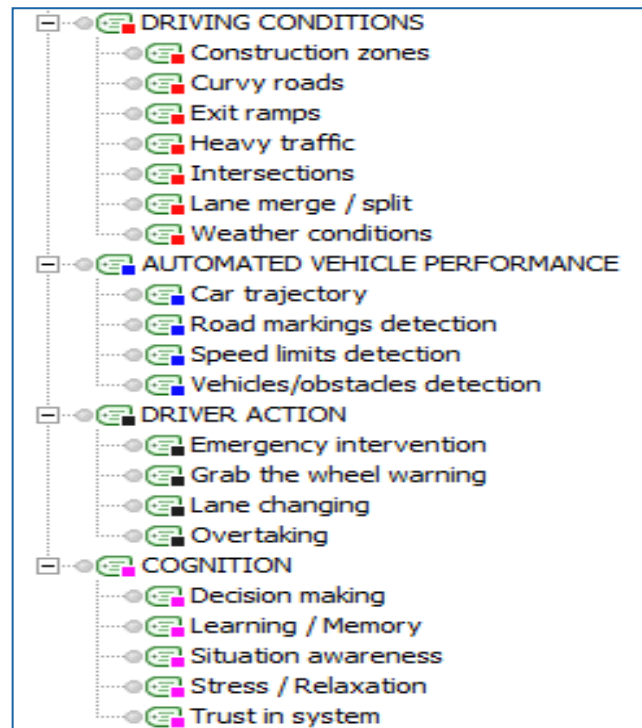 DRIVING CONDITIONS
Construction zones
Curvy roads
Exit ramps
Heavy traffic
Intersections
Lane merge / split
Weather conditions
AUTOMATED VEHICLE PERFORMANCE
Car trajectory
Road markings detection
Speed limits detection
Vehicles/obstacles detection
DRIVER ACTION
Emergency intervention
Grab the wheel warning
Lane changing
Overtaking
COGNITION
Decision making
Learning / Memory
Situation awareness
Stress / Relaxation
Trust in system